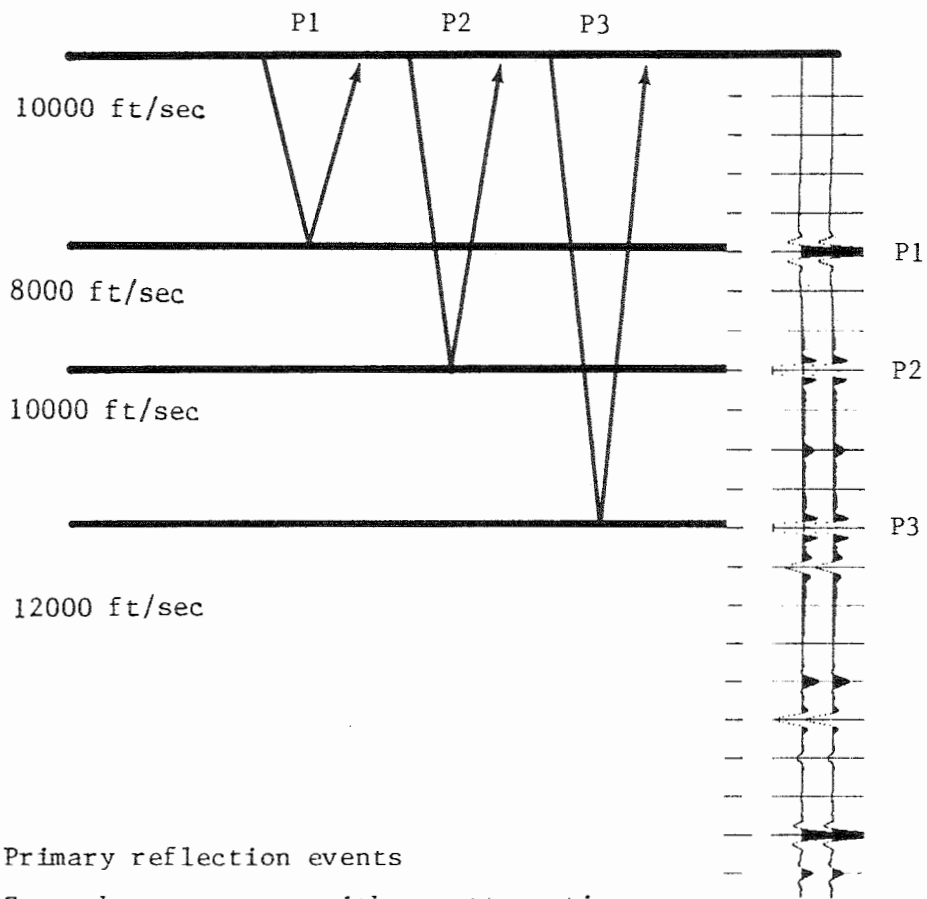 P1 P2 P3
10000 ft/sec
P1
8000 ft/sec
P2
10000 ft/sec
P3
12000 ft/sec
Primary reflection events